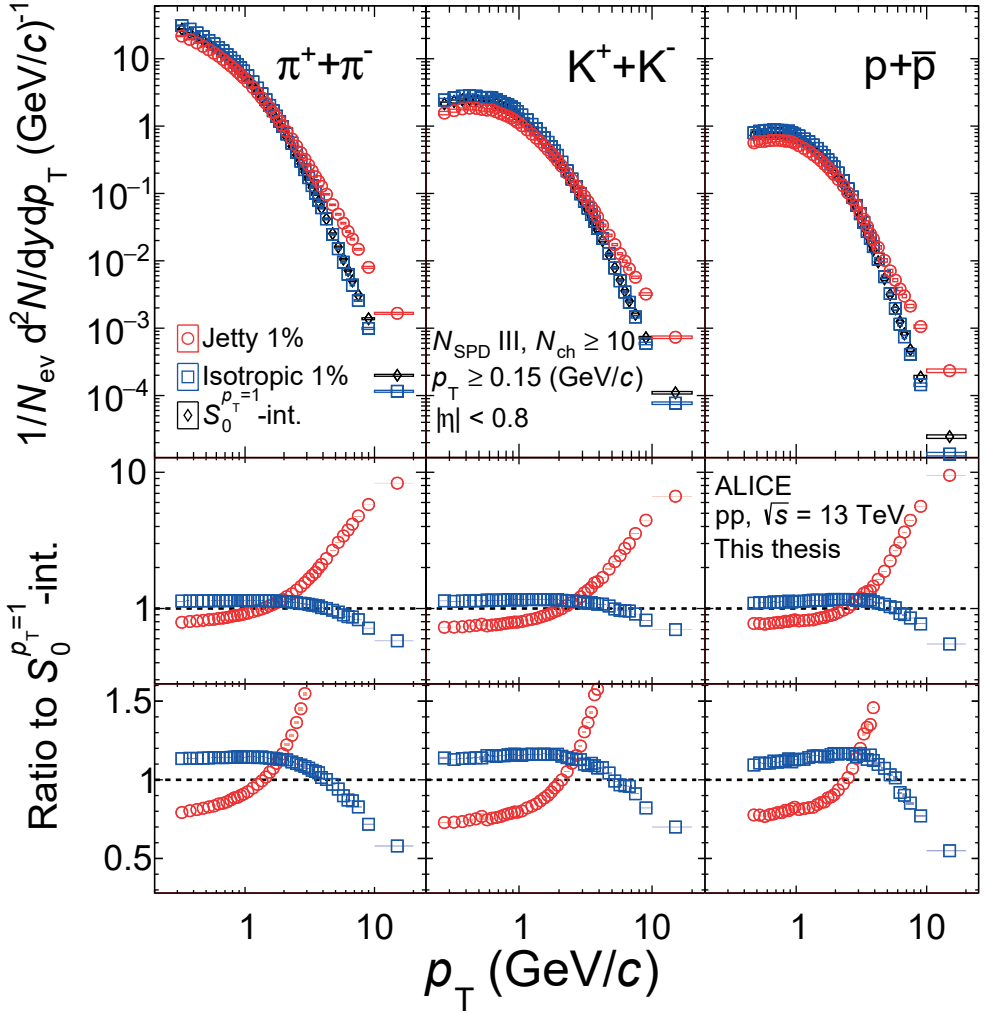 1/N_ev d²N/dydp_T (GeV/c)⁻¹
10
1
10⁻¹
10⁻²
10⁻³
10⁻⁴
π⁺+π⁻
K⁺+K⁻
p+p̅
Jetty 1%
Isotropic 1%
S₀^{p_T=1}-int.
N_SPD III, N_ch ≥ 10
p_T ≥ 0.15 (GeV/c)
|η| < 0.8
Ratio to S₀^{p_T=1}-int.
10
1
ALICE
pp, √s = 13 TeV
This thesis
1.5
1
0.5
1 10 1 10 1 10
p_T (GeV/c)